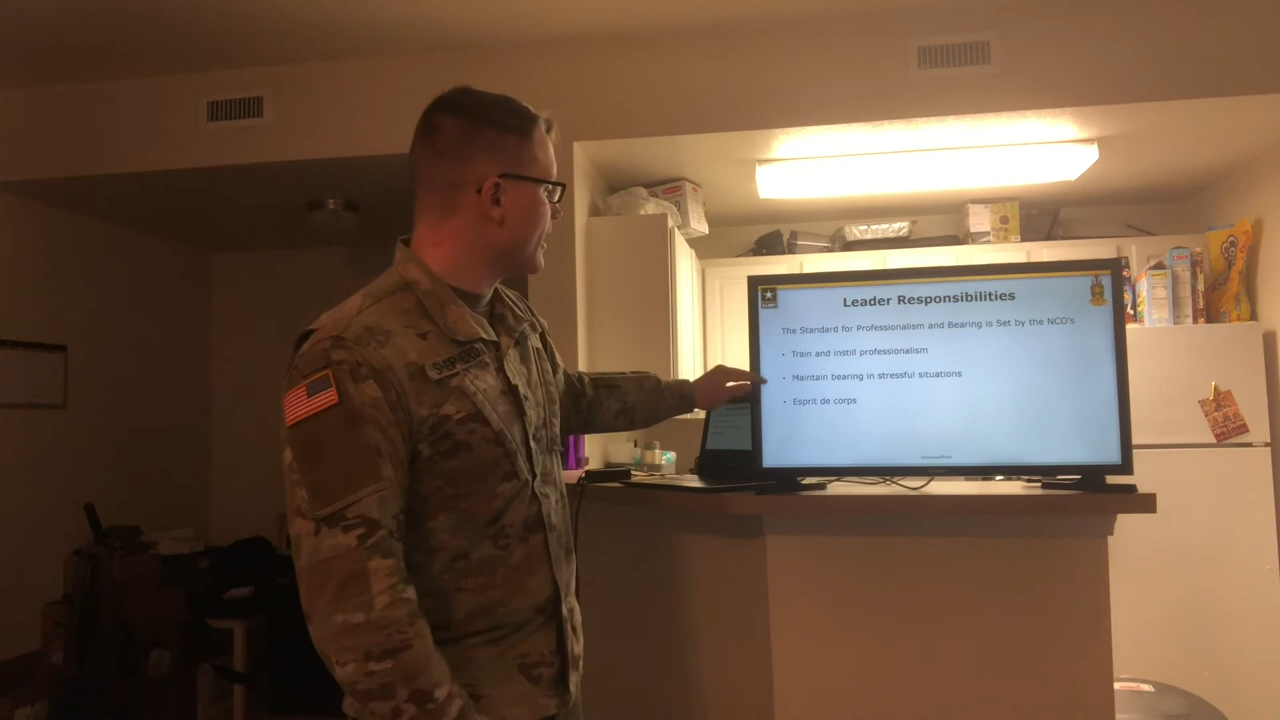 Leader Responsibilities
The Standard for Professionalism and Bearing is Set by the NCO's
• Train and instill professionalism
• Maintain bearing in stressful situations
• Esprit de corps